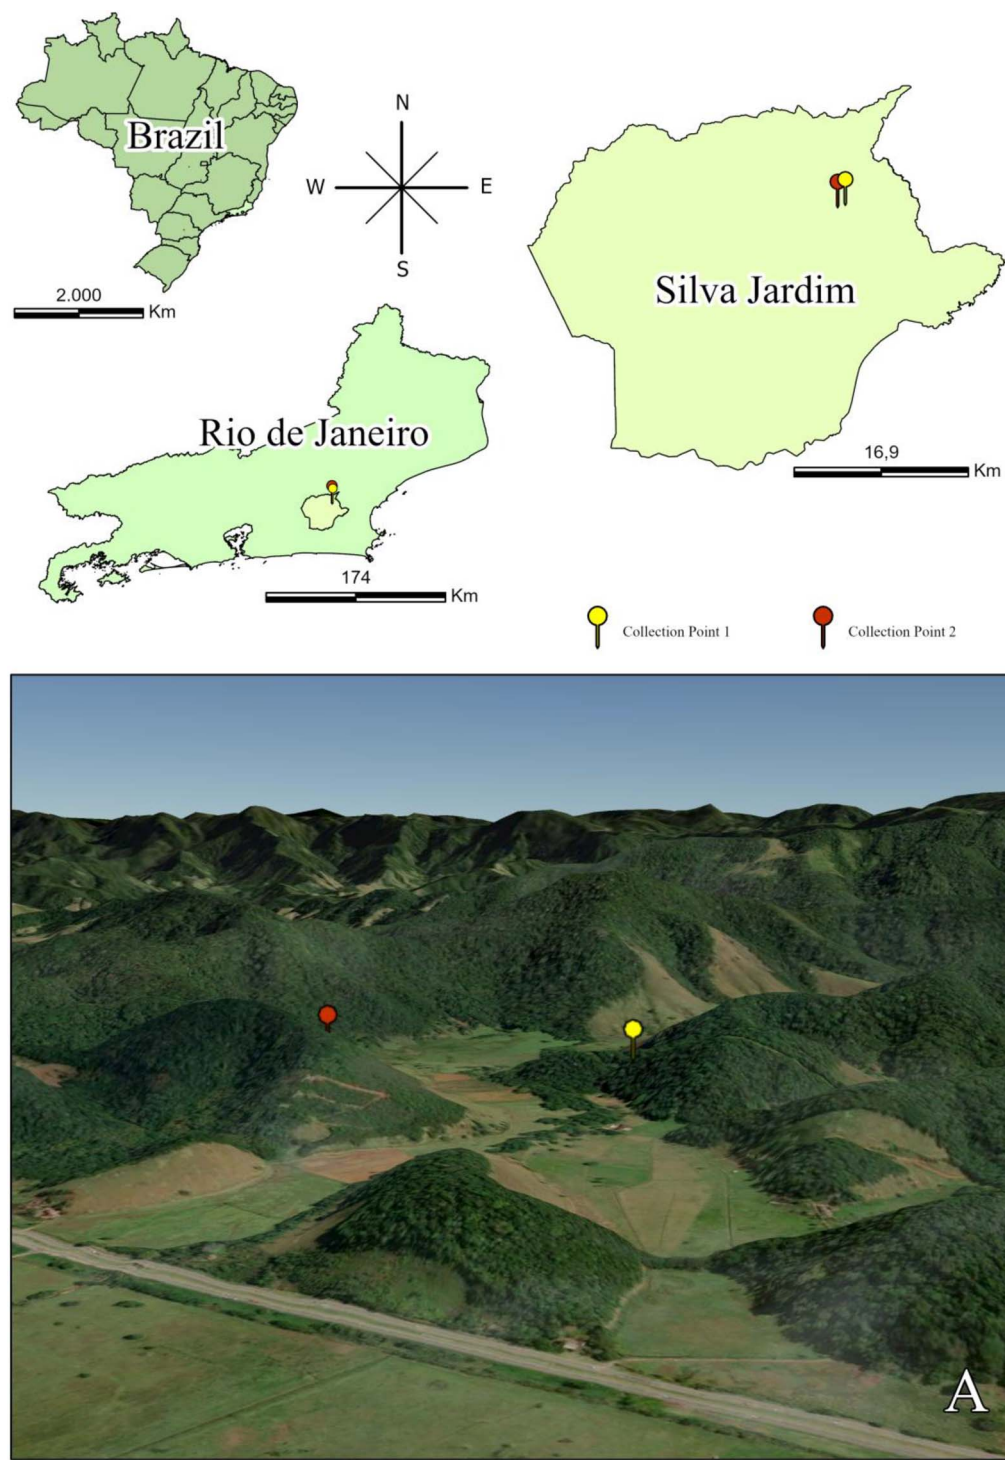 Brazil
N
W
E
S
2.000
Km
Silva Jardim
16,9
Km
Rio de Janeiro
174
Km
Collection Point 1
Collection Point 2
A